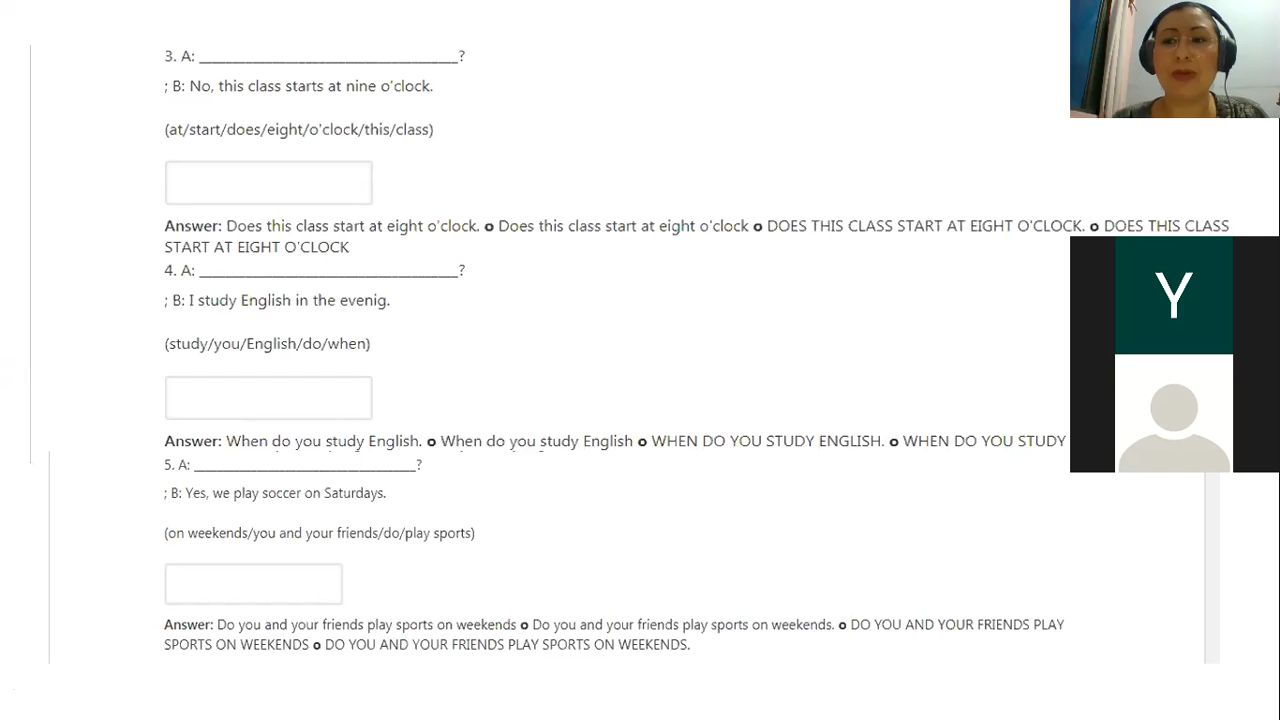 3. A: ________________________________?
; B: No, this class starts at nine o'clock.
(at/start/does/eight/o'clock/this/class)
Answer: Does this class start at eight o'clock. o Does this class start at eight o'clock o DOES THIS CLASS START AT EIGHT O'CLOCK. o DOES THIS CLASS
START AT EIGHT O'CLOCK
4. A: ________________________________?
; B: I study English in the evenig.
(study/you/English/do/when)
Answer: When do you study English. o When do you study English o WHEN DO YOU STUDY ENGLISH. o WHEN DO YOU STUDY
5. A: ________________________________?
; B: Yes, we play soccer on Saturdays.
(on weekends/you and your friends/do/play sports)
Answer: Do you and your friends play sports on weekends o Do you and your friends play sports on weekends. o DO YOU AND YOUR FRIENDS PLAY
SPORTS ON WEEKENDS o DO YOU AND YOUR FRIENDS PLAY SPORTS ON WEEKENDS.
Y